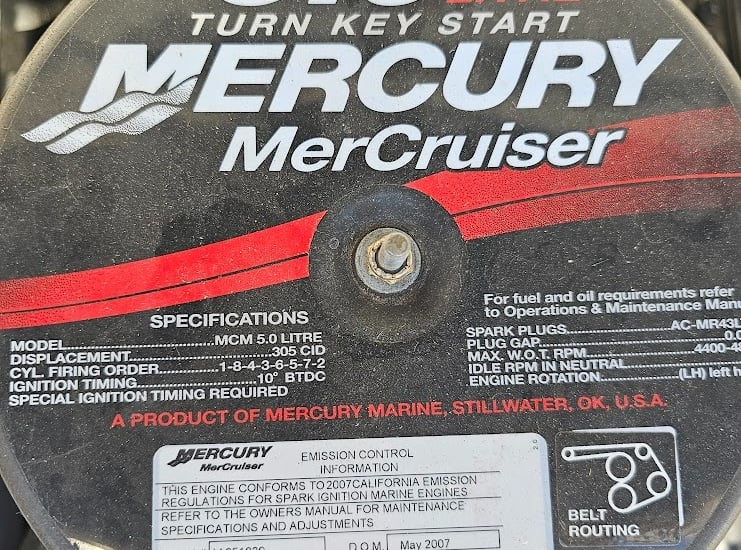 TURN KEY START
MERCURY
MerCruiser
SPECIFICATIONS
MODEL..........................MCM 5.0 LITRE
DISPLACEMENT......................305 CID
CYL. FIRING ORDER..........1-8-4-3-6-5-7-2
IGNITION TIMING....................10° BTDC
SPECIAL IGNITION TIMING REQUIRED
For fuel and oil requirements refer
to Operations & Maintenance
SPARK PLUGS..................
PLUG GAP..........................
MAX. W.O.T. RPM.................
IDLE RPM IN NEUTRAL..............
ENGINE ROTATION................(LH) left
A PRODUCT OF MERCURY MARINE, STILLWATER, OK, U.S.A.
MERCURY
MerCruiser
EMISSION CONTROL
INFORMATION
THIS ENGINE CONFORMS TO 2007CALIFORNIA EMISSION
REGULATIONS FOR SPARK IGNITION MARINE ENGINES
REFER TO THE OWNERS MANUAL FOR MAINTENANCE
SPECIFICATIONS AND ADJUSTMENTS
D.O.M. May 2007
BELT
ROUTING